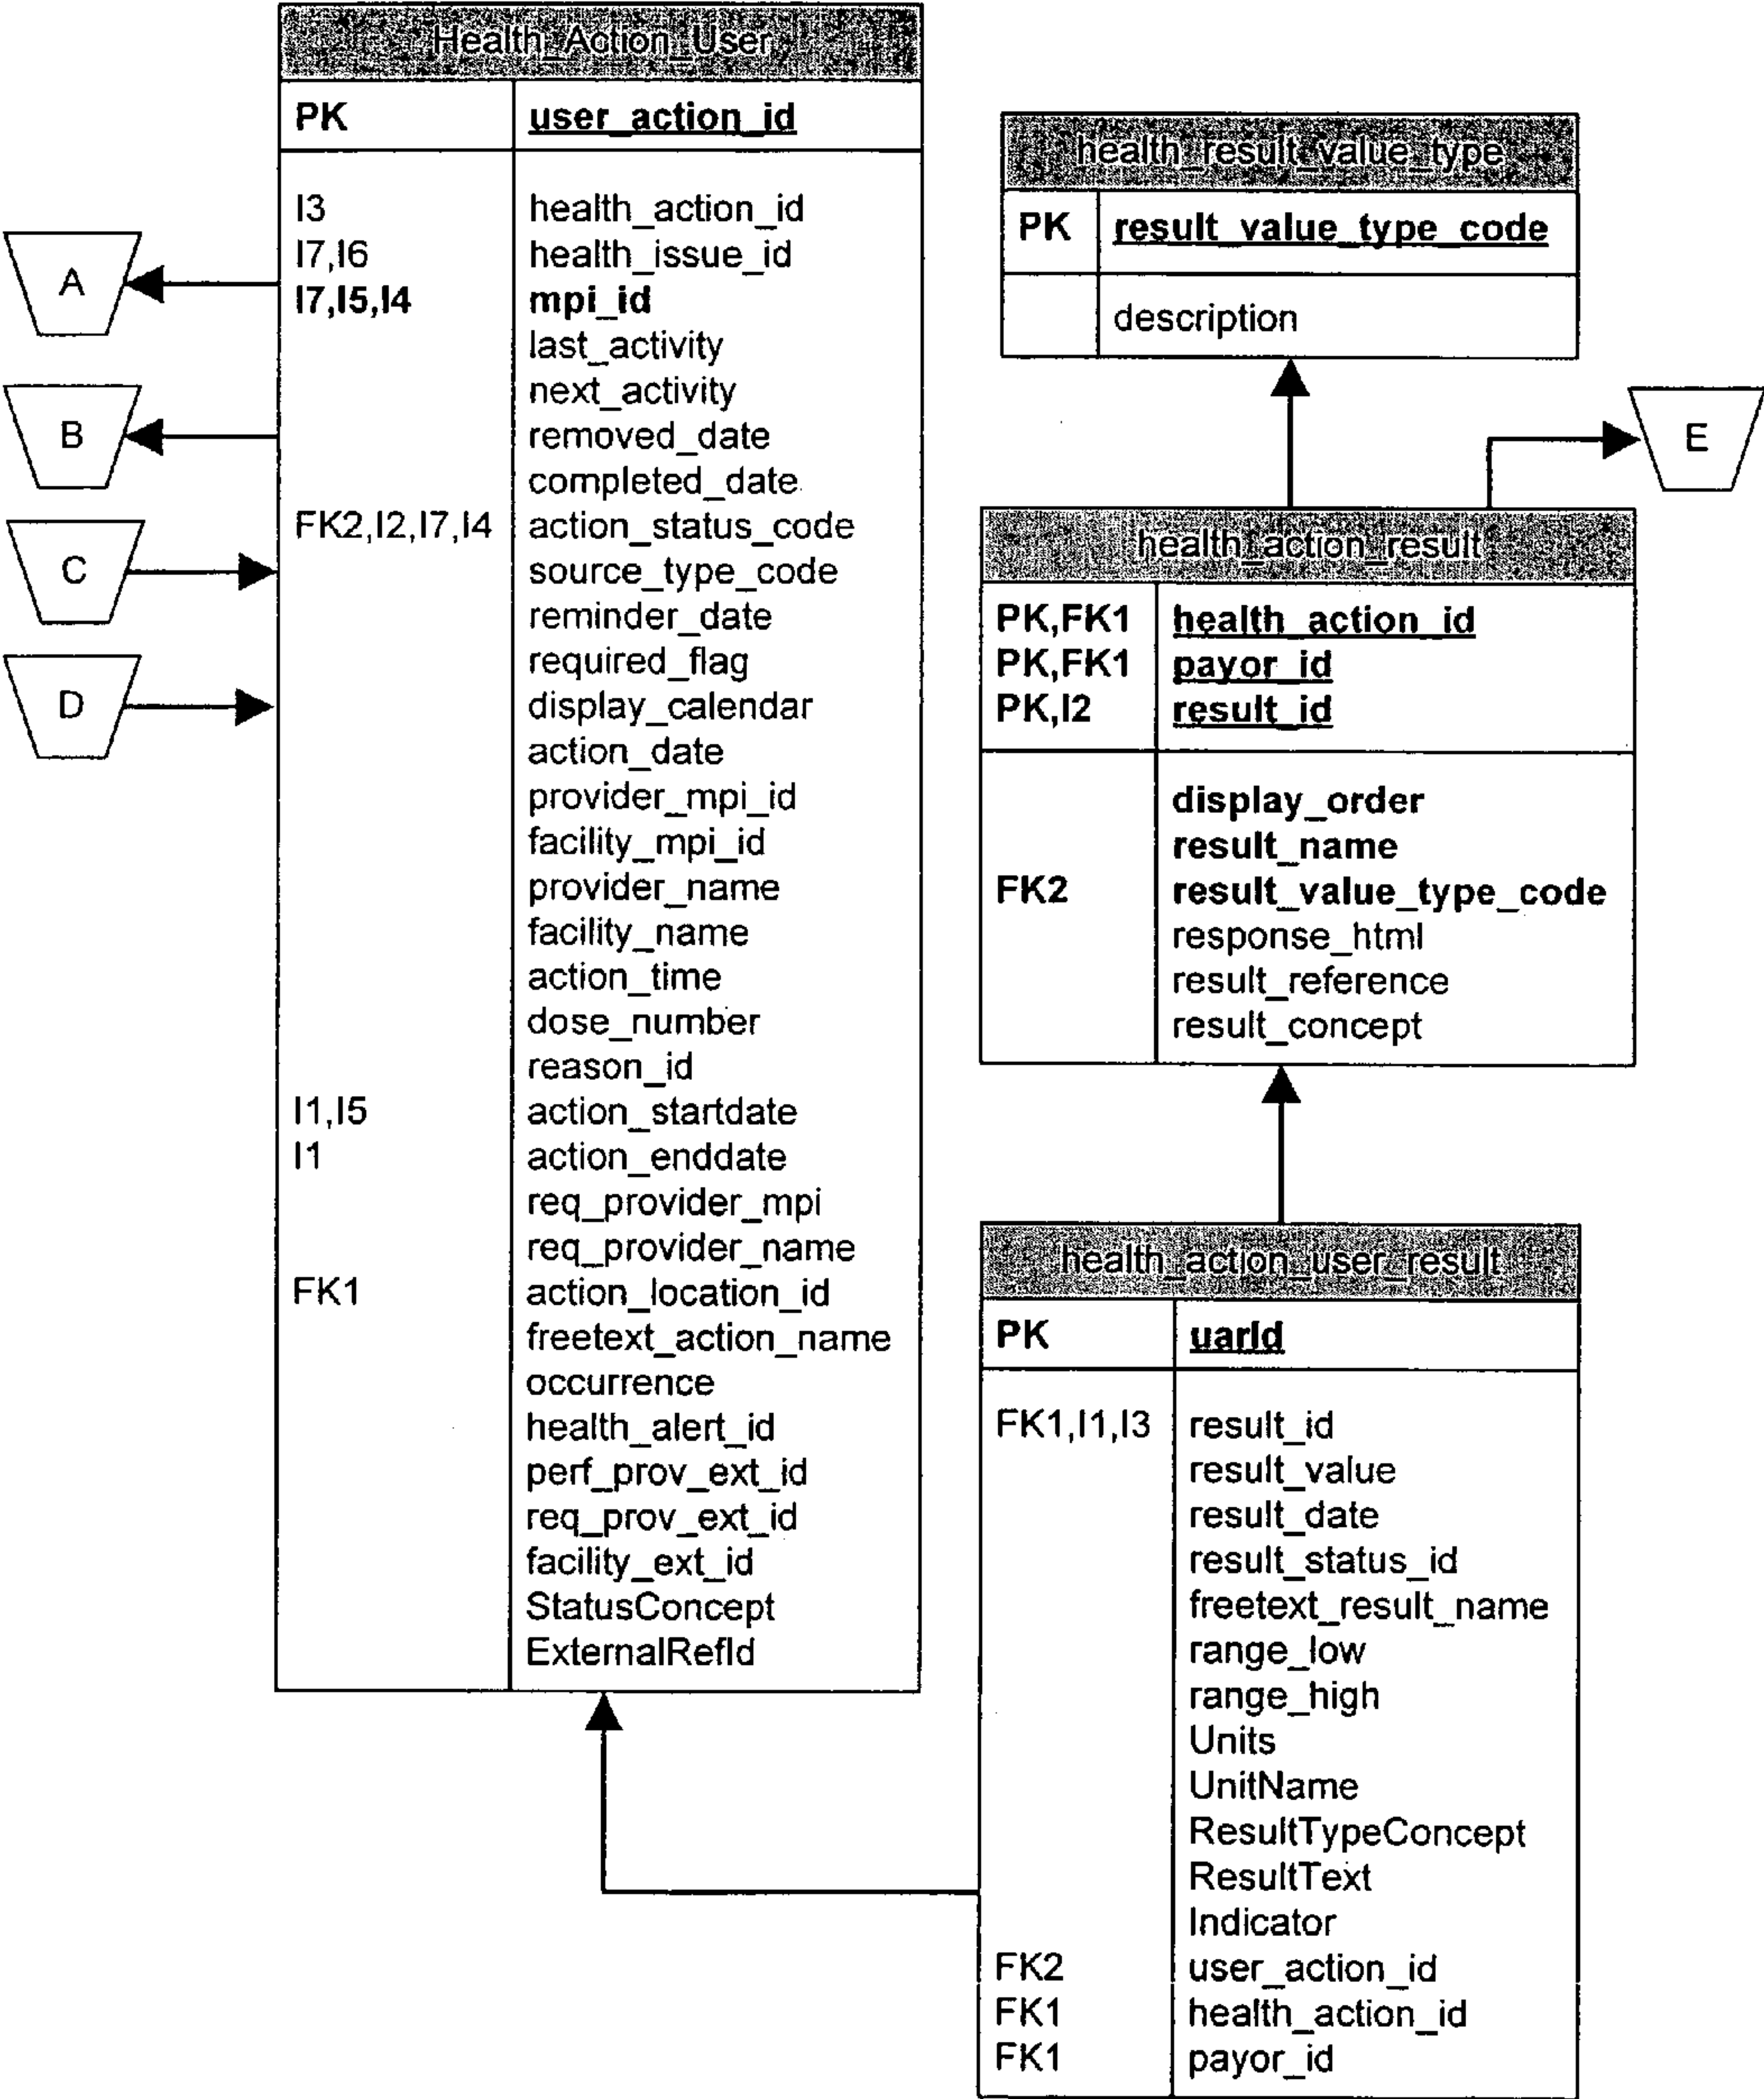 Health_Action_User
PK user_action_id
I3 health_action_id
I7,I6 health_issue_id
I7,I5,I4 mpi_id
last_activity
next_activity
removed_date
completed_date
FK2,I2,I7,I4 action_status_code
source_type_code
reminder_date
required_flag
display_calendar
action_date
provider_mpi_id
facility_mpi_id
provider_name
facility_name
action_time
dose_number
reason_id
I1,I5 action_startdate
I1 action_enddate
req_provider_mpi
req_provider_name
FK1 action_location_id
freetext_action_name
occurrence
health_alert_id
perf_prov_ext_id
req_prov_ext_id
facility_ext_id
StatusConcept
ExternalRefId
A
B
C
D
health_result_value_type
PK result_value_type_code
description
E
health_action_result
PK,FK1 health_action_id
PK,FK1 payor_id
PK,I2 result_id
display_order
result_name
FK2 result_value_type_code
response_html
result_reference
result_concept
health_action_user_result
PK uarId
FK1,I1,I3 result_id
result_value
result_date
result_status_id
freetext_result_name
range_low
range_high
Units
UnitName
ResultTypeConcept
ResultText
Indicator
FK2 user_action_id
FK1 health_action_id
FK1 payor_id